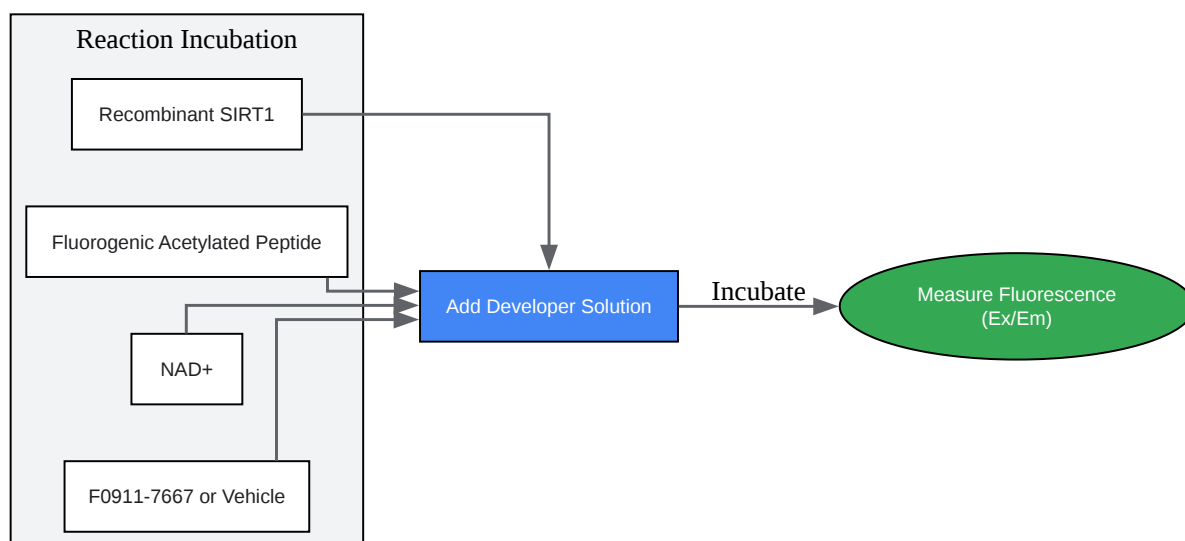 Reaction Incubation
Recombinant SIRT1
Fluorogenic Acetylated Peptide
NAD+
F0911-7667 or Vehicle
Add Developer Solution
Incubate
Measure Fluorescence
(Ex/Em)